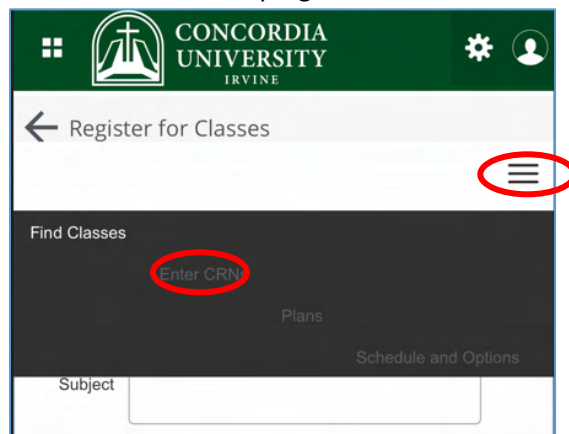 CONCORDIA
UNIVERSITY
IRVINE
Register for Classes
Find Classes
Enter CRNs
Plans
Schedule and Options
Subject